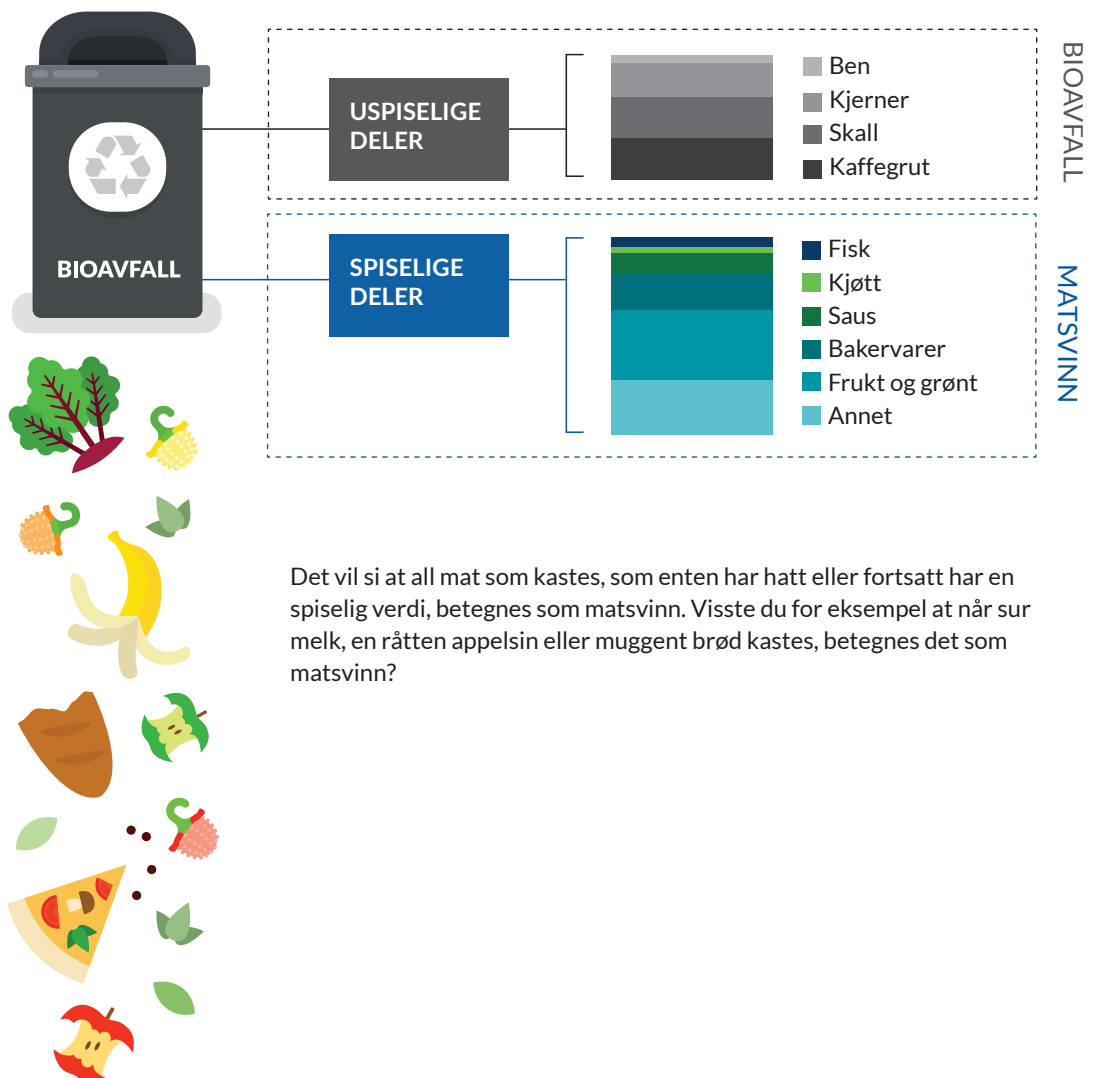 BIOAVFALL
USPISELIGE
DELER
Ben
Kjerner
Skall
Kaffegrut
BIOAVFALL
SPISELIGE
DELER
Fisk
Kjøtt
Saus
Bakervarer
Frukt og grønt
Annet
MATSVINN
Det vil si at all mat som kastes, som enten har hatt eller fortsatt har en
spiselig verdi, betegnes som matsvinn. Visste du for eksempel at når sur
melk, en råtten appelsin eller muggent brød kastes, betegnes det som
matsvinn?